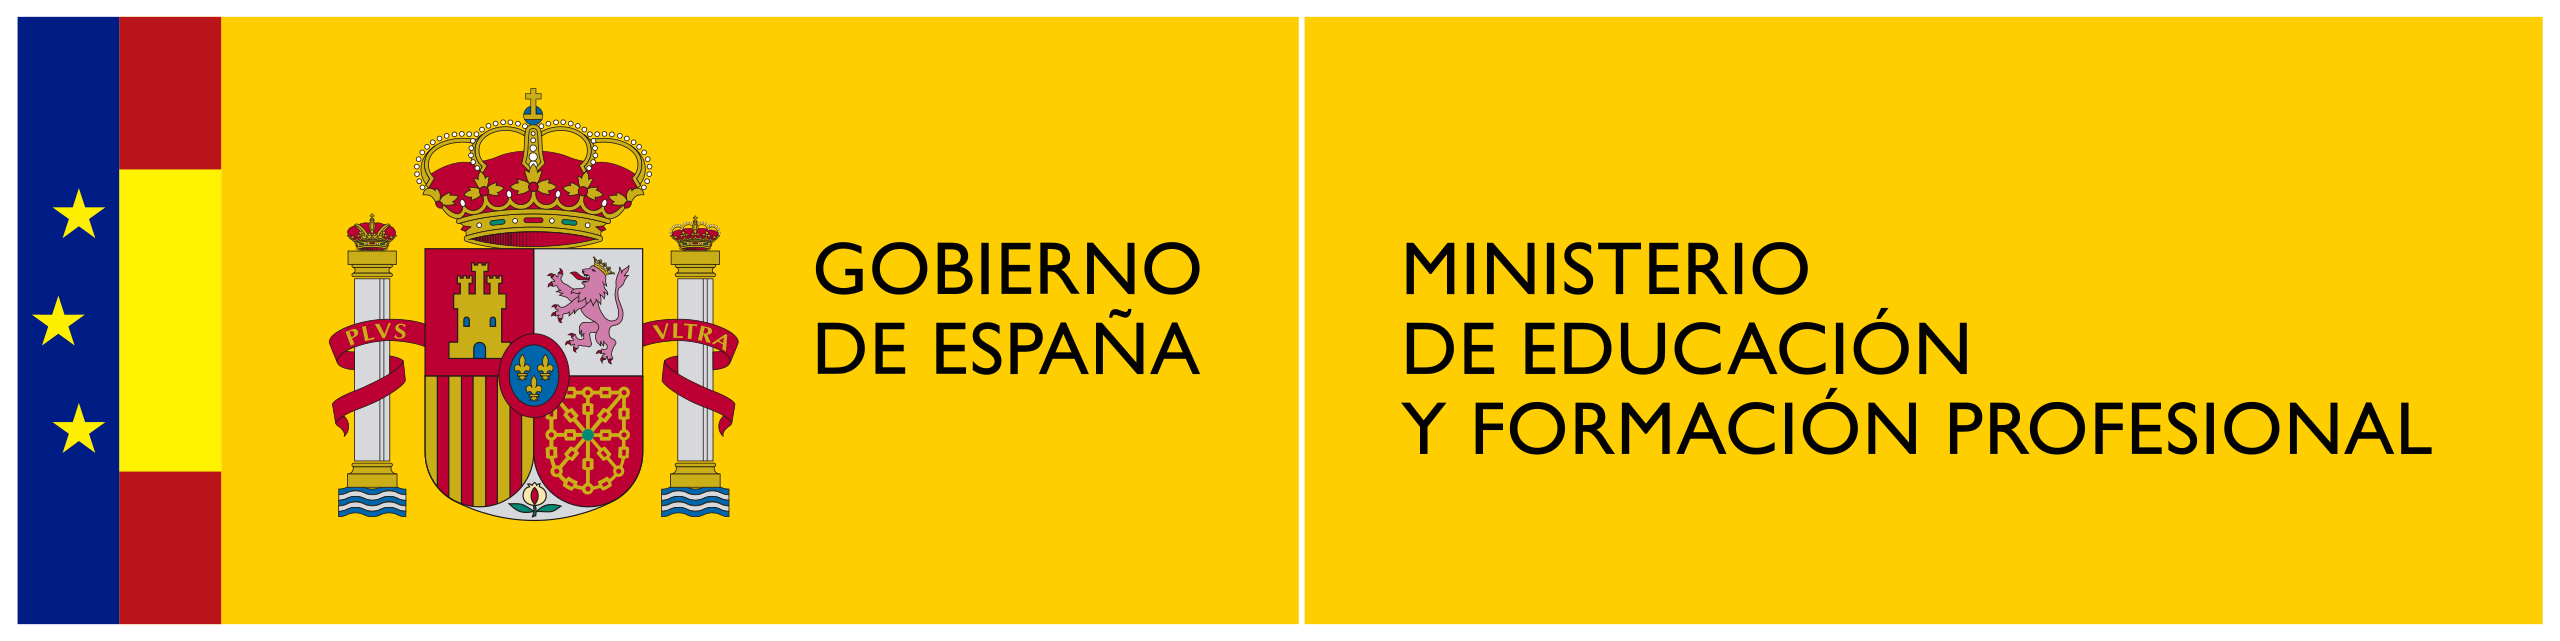 PLVS VLTRA
GOBIERNO
DE ESPAÑA
MINISTERIO
DE EDUCACIÓN
Y FORMACIÓN PROFESIONAL